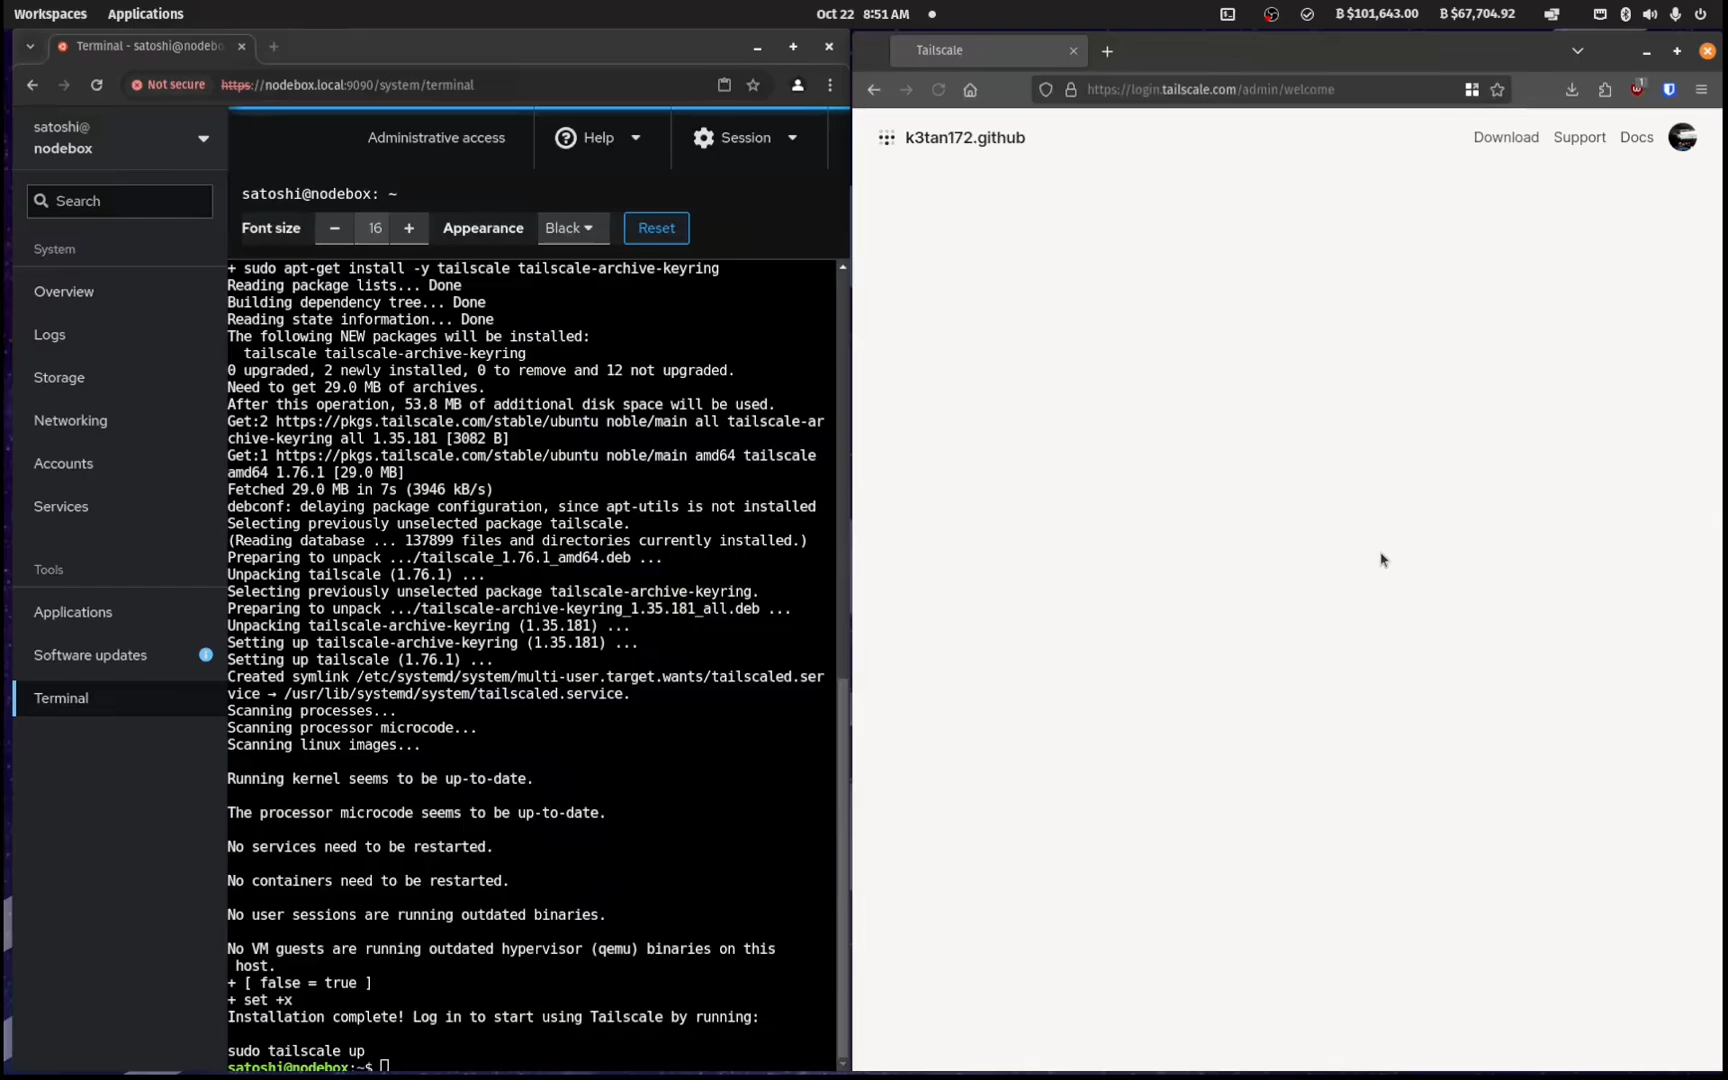 Workspaces Applications Oct 22 8:51 AM ₿ $101,643.00 ₿ $67,704.92
Terminal - satoshi@nodebo
Not secure https://nodebox.local:9090/system/terminal
satoshi@
nodebox
Search
System
Overview
Logs
Storage
Networking
Accounts
Services
Tools
Applications
Software updates
Terminal
Administrative access Help Session
satoshi@nodebox: ~
Font size 16 Appearance Black Reset
+ sudo apt-get install -y tailscale tailscale-archive-keyring
Reading package lists... Done
Building dependency tree... Done
Reading state information... Done
The following NEW packages will be installed:
tailscale tailscale-archive-keyring
0 upgraded, 2 newly installed, 0 to remove and 12 not upgraded.
Need to get 29.0 MB of archives.
After this operation, 53.8 MB of additional disk space will be used.
Get:2 https://pkgs.tailscale.com/stable/ubuntu noble/main all tailscale-ar
chive-keyring all 1.35.181 [3082 B]
Get:1 https://pkgs.tailscale.com/stable/ubuntu noble/main amd64 tailscale
amd64 1.76.1 [29.0 MB]
Fetched 29.0 MB in 7s (3946 kB/s)
debconf: delaying package configuration, since apt-utils is not installed
Selecting previously unselected package tailscale.
(Reading database ... 137899 files and directories currently installed.)
Preparing to unpack .../tailscale_1.76.1_amd64.deb ...
Unpacking tailscale (1.76.1) ...
Selecting previously unselected package tailscale-archive-keyring.
Preparing to unpack .../tailscale-archive-keyring_1.35.181_all.deb ...
Unpacking tailscale-archive-keyring (1.35.181) ...
Setting up tailscale-archive-keyring (1.35.181) ...
Setting up tailscale (1.76.1) ...
Created symlink /etc/systemd/system/multi-user.target.wants/tailscaled.ser
vice → /usr/lib/systemd/system/tailscaled.service.
Scanning processes...
Scanning processor microcode...
Scanning linux images...
Running kernel seems to be up-to-date.
The processor microcode seems to be up-to-date.
No services need to be restarted.
No containers need to be restarted.
No user sessions are running outdated binaries.
No VM guests are running outdated hypervisor (qemu) binaries on this
host.
+ [ false = true ]
+ set +x
Installation complete! Log in to start using Tailscale by running:
sudo tailscale up
satoshi@nodebox:~$
Tailscale
https://login.tailscale.com/admin/welcome
k3tan172.github Download Support Docs